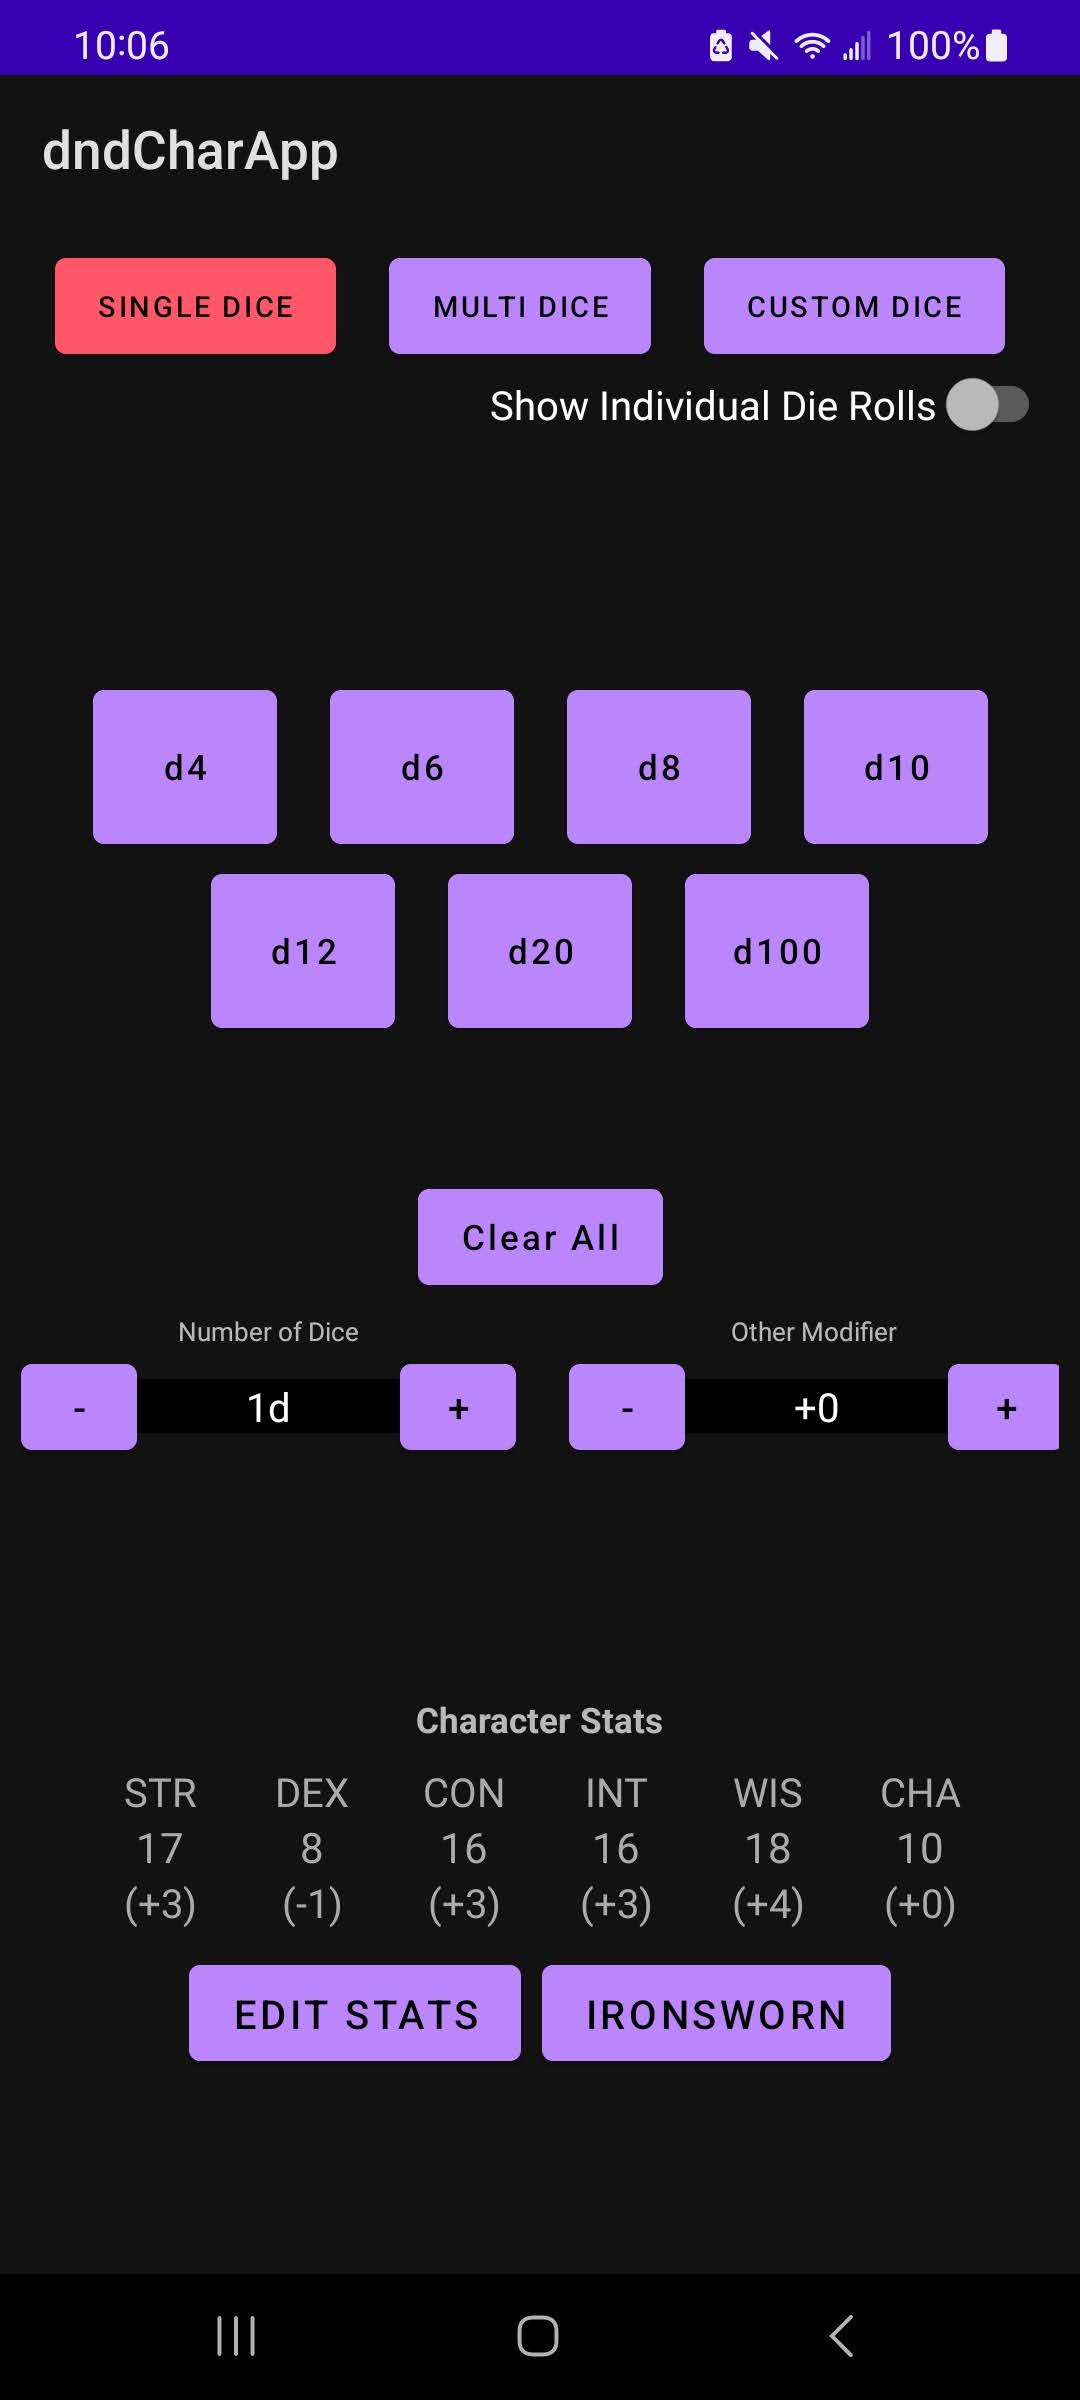 10:06 100%
dndCharApp
SINGLE DICE MULTI DICE CUSTOM DICE
Show Individual Die Rolls
d4 d6 d8 d10
d12 d20 d100
Clear All
Number of Dice Other Modifier
- 1d + - +0 +
Character Stats
STR DEX CON INT WIS CHA
17 8 16 16 18 10
(+3) (-1) (+3) (+3) (+4) (+0)
EDIT STATS IRONSWORN